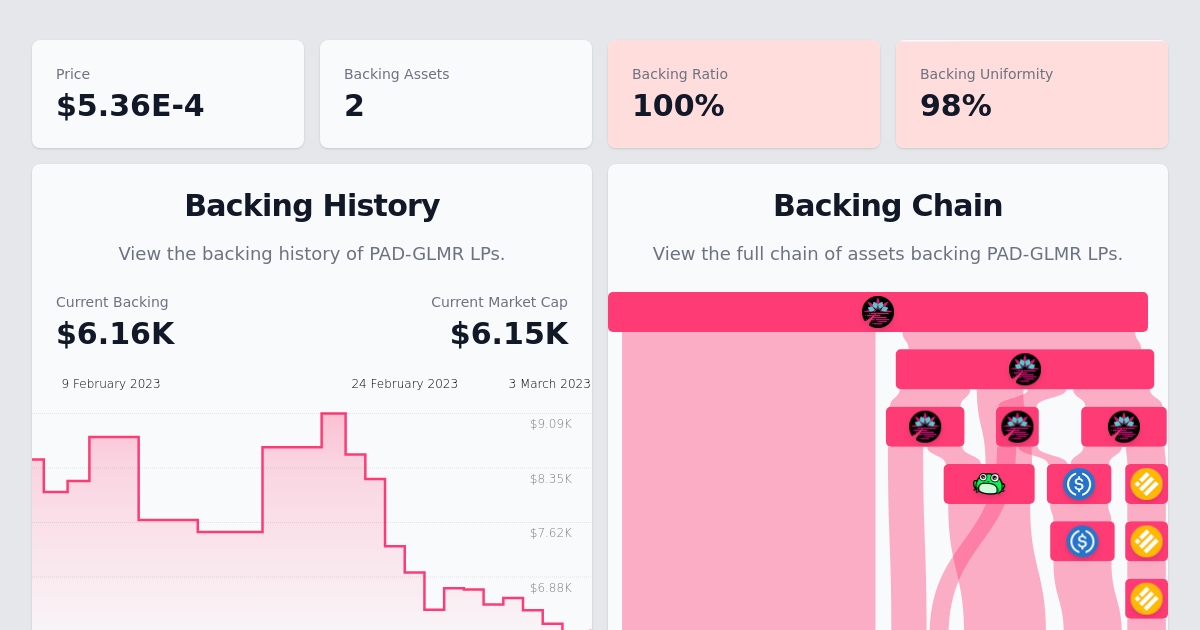 Price
$5.36E-4
Backing Assets
2
Backing Ratio
100%
Backing Uniformity
98%
Backing History
View the backing history of PAD-GLMR LPs.
Current Backing
$6.16K
Current Market Cap
$6.15K
9 February 2023
24 February 2023
3 March 2023
$9.09K
$8.35K
$7.62K
$6.88K
Backing Chain
View the full chain of assets backing PAD-GLMR LPs.